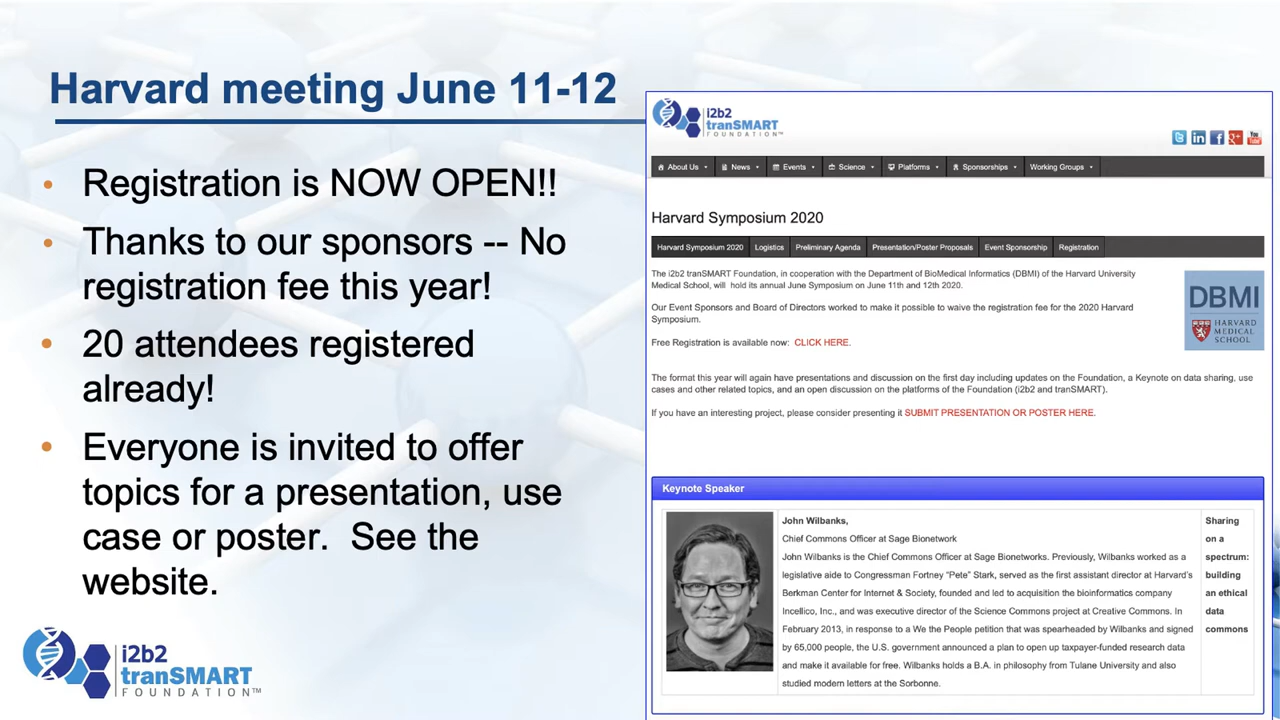 Harvard meeting June 11-12
• Registration is NOW OPEN!!
• Thanks to our sponsors -- No
registration fee this year!
• 20 attendees registered
already!
• Everyone is invited to offer
topics for a presentation, use
case or poster.  See the
website.
i2b2
tranSMART
FOUNDATION™
i2b2
tranSMART
FOUNDATION™
About Us
News
Events
Science
Platforms
Sponsorships
Working Groups
Harvard Symposium 2020
Harvard Symposium 2020
Logistics
Preliminary Agenda
Presentation/Poster Proposals
Event Sponsorship
Registration
The i2b2 tranSMART Foundation, in cooperation with the Department of BioMedical Informatics (DBMI) of the Harvard University
Medical School, will  hold its annual June Symposium on June 11th and 12th 2020.
Our Event Sponsors and Board of Directors worked to make it possible to waive the registration fee for the 2020 Harvard
Symposium.
Free Registration is available now:  CLICK HERE.
DBMI
HARVARD
MEDICAL
SCHOOL
The format this year will again have presentations and discussion on the first day including updates on the Foundation, a Keynote on data sharing, use
cases and other related topics, and an open discussion on the platforms of the Foundation (i2b2 and tranSMART).
If you have an interesting project, please consider presenting it SUBMIT PRESENTATION OR POSTER HERE.
Keynote Speaker
John Wilbanks,
Chief Commons Officer at Sage Bionetwork
John Wilbanks is the Chief Commons Officer at Sage Bionetworks. Previously, Wilbanks worked as a
legislative aide to Congressman Fortney “Pete” Stark, served as the first assistant director at Harvard’s
Berkman Center for Internet & Society, founded and led to acquisition the bioinformatics company
Incellico, Inc., and was executive director of the Science Commons project at Creative Commons. In
February 2013, in response to a We the People petition that was spearheaded by Wilbanks and signed
by 65,000 people, the U.S. government announced a plan to open up taxpayer-funded research data
and make it available for free. Wilbanks holds a B.A. in philosophy from Tulane University and also
studied modern letters at the Sorbonne.
Sharing
on a
spectrum:
building
an ethical
data
commons